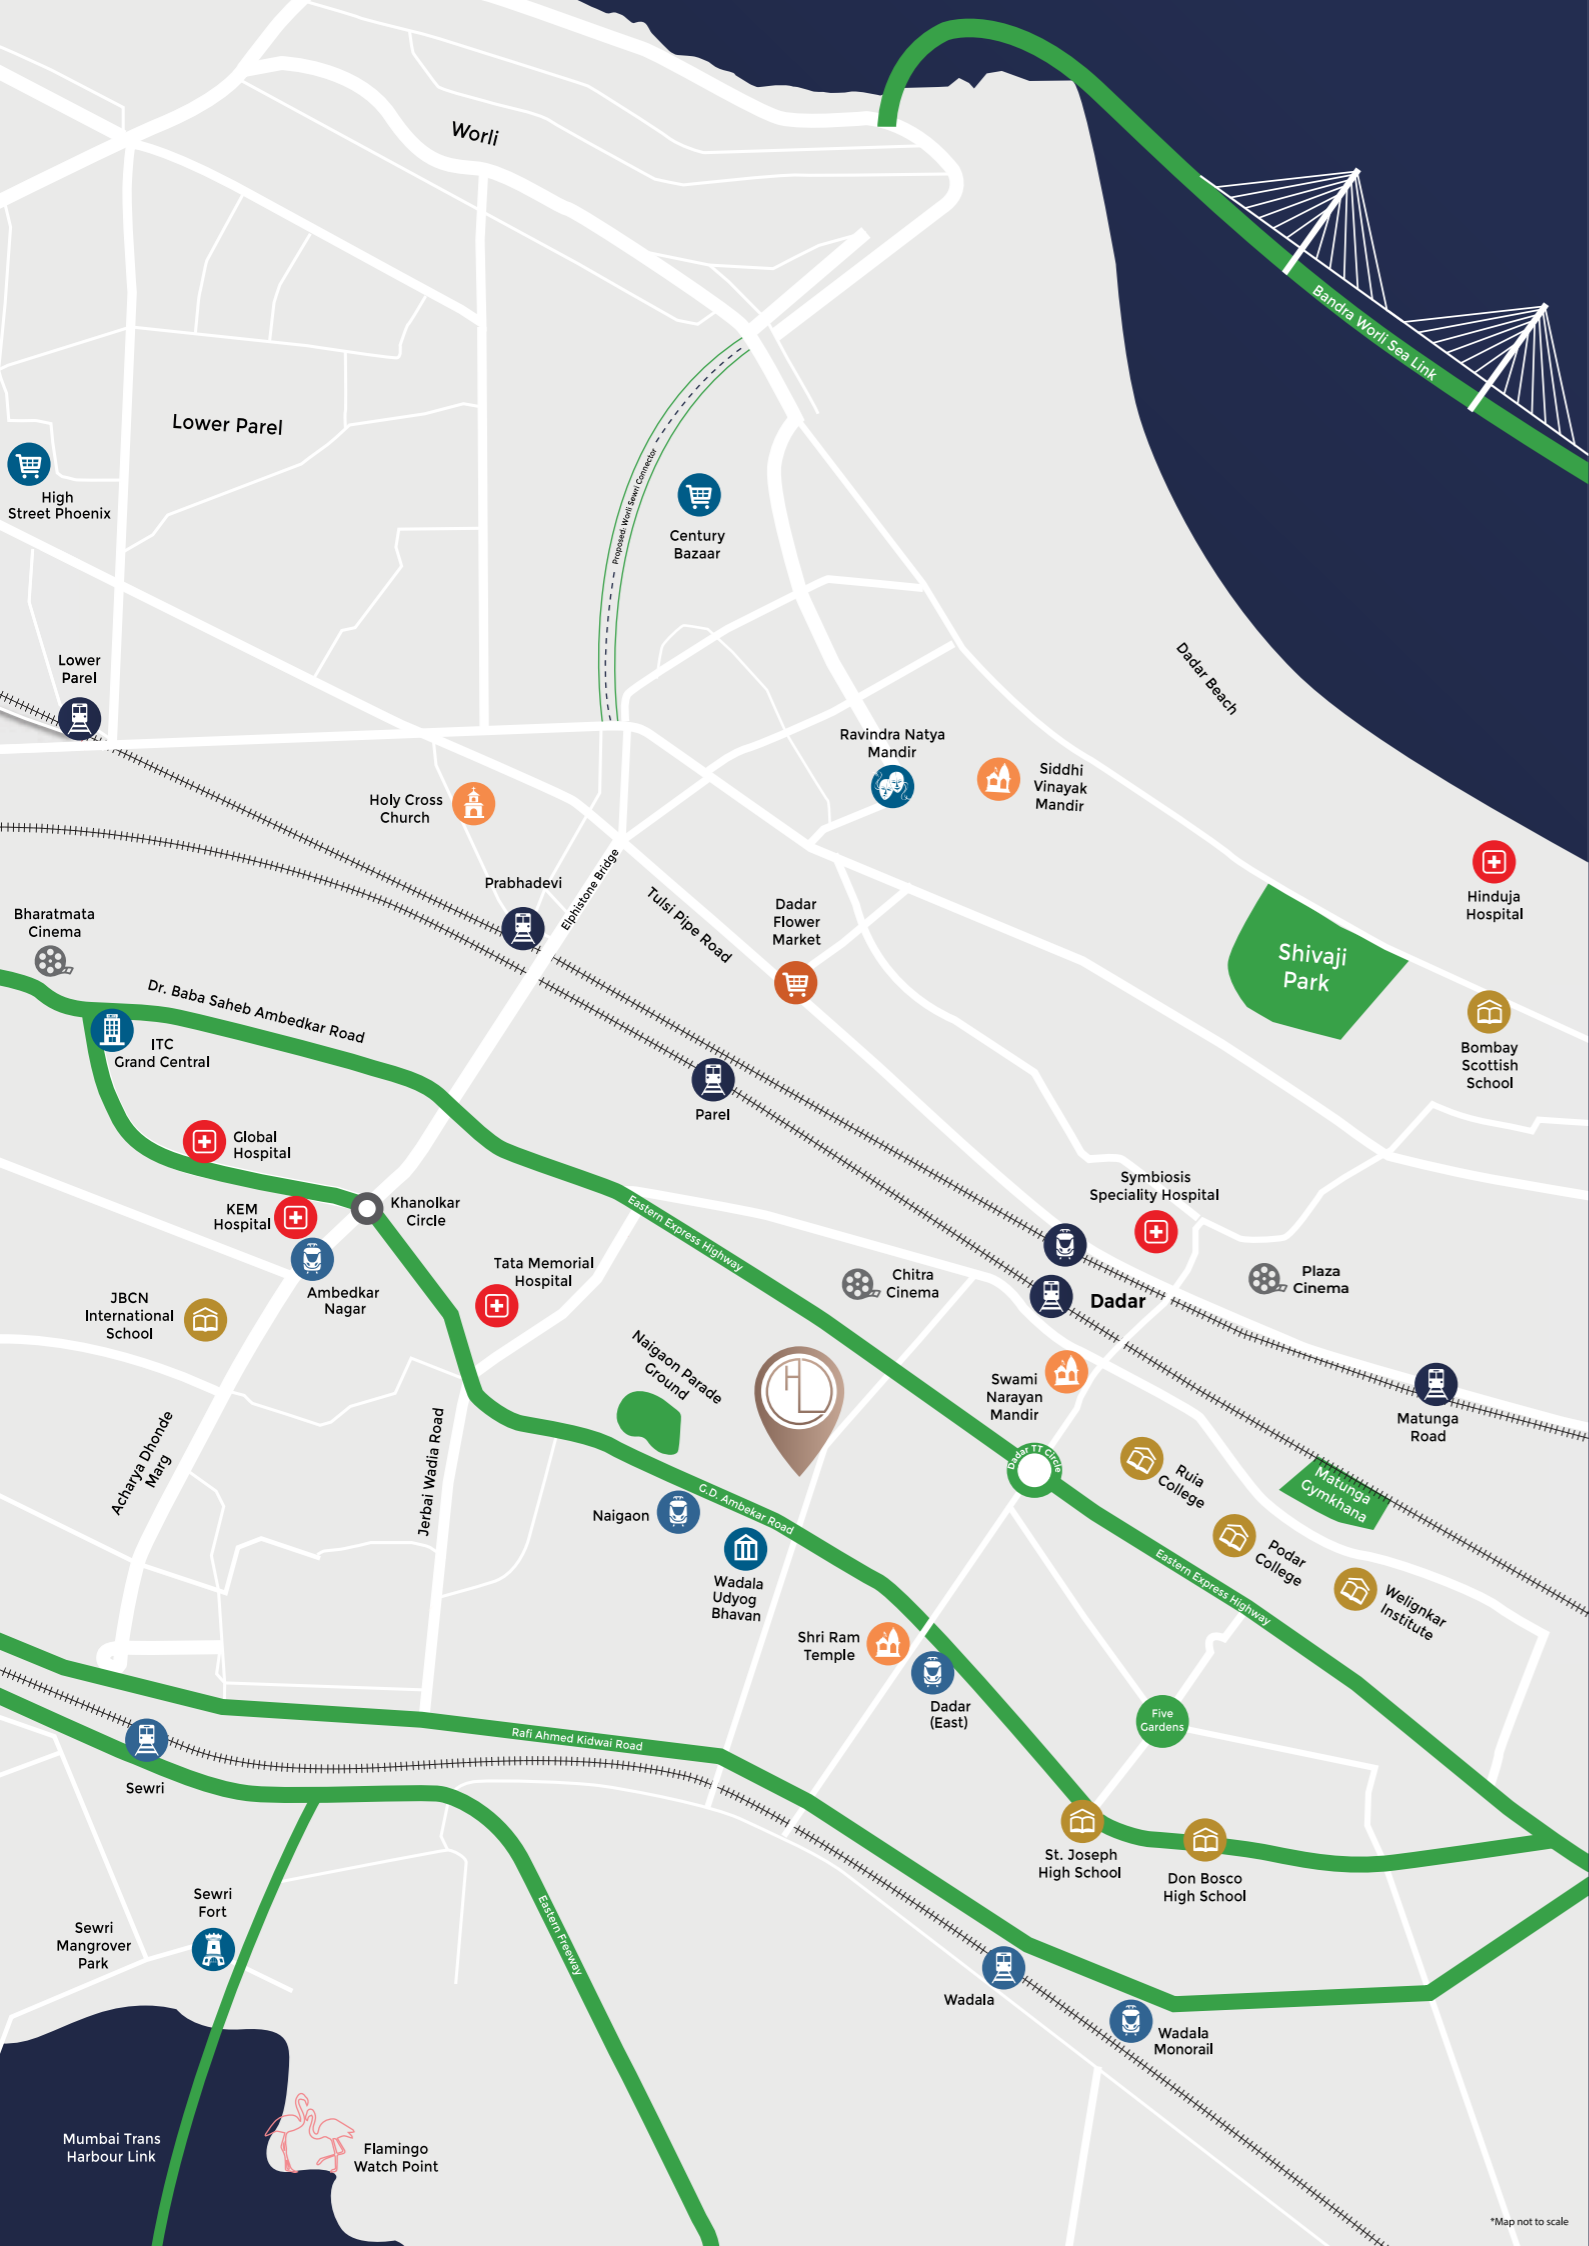 Worli
Bandra Worli Sea Link
Lower Parel
High
Street Phoenix
Proposed: Worli Sewri Connector
Century
Bazaar
Lower
Parel
Dadar Beach
Ravindra Natya
Mandir
Siddhi
Vinayak
Mandir
Holy Cross
Church
Prabhadevi
Elphistone Bridge
Tulsi Pipe Road
Dadar
Flower
Market
Hinduja
Hospital
Bharatmata
Cinema
Shivaji
Park
Dr. Baba Saheb Ambedkar Road
ITC
Grand Central
Bombay
Scottish
School
Parel
Global
Hospital
KEM
Hospital
Khanolkar
Circle
Symbiosis
Speciality Hospital
Eastern Express Highway
Ambedkar
Nagar
Tata Memorial
Hospital
Chitra
Cinema
Plaza
Cinema
Dadar
JBCN
International
School
Naigaon Parade
Ground
HL
Swami
Narayan
Mandir
Matunga
Road
Acharya Dhonde
Marg
Jerbai Wadia Road
Dadar TT Circle
Ruia
College
Matunga
Gymkhana
G.D. Ambekar Road
Naigaon
Podar
College
Eastern Express Highway
Welignkar
Institute
Wadala
Udyog
Bhavan
Shri Ram
Temple
Dadar
(East)
Five
Gardens
Rafi Ahmed Kidwai Road
Sewri
St. Joseph
High School
Don Bosco
High School
Sewri
Fort
Sewri
Mangrover
Park
Eastern Freeway
Wadala
Wadala
Monorail
Mumbai Trans
Harbour Link
Flamingo
Watch Point
*Map not to scale